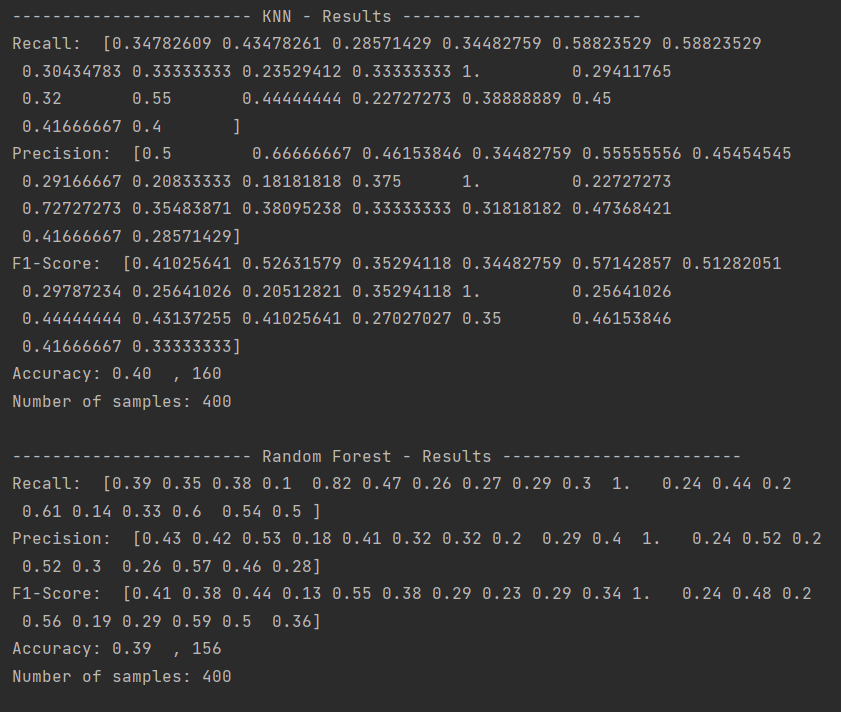 ------------------------ KNN - Results ------------------------
Recall:  [0.34782609 0.43478261 0.28571429 0.34482759 0.58823529 0.58823529
 0.30434783 0.33333333 0.23529412 0.33333333 1.         0.29411765
 0.32       0.55       0.44444444 0.22727273 0.38888889 0.45
 0.41666667 0.4       ]
Precision:  [0.5        0.66666667 0.46153846 0.34482759 0.55555556 0.45454545
 0.29166667 0.20833333 0.18181818 0.375      1.         0.22727273
 0.72727273 0.35483871 0.38095238 0.33333333 0.31818182 0.47368421
 0.41666667 0.28571429]
F1-Score:  [0.41025641 0.52631579 0.35294118 0.34482759 0.57142857 0.51282051
 0.29787234 0.25641026 0.20512821 0.35294118 1.         0.25641026
 0.44444444 0.43137255 0.41025641 0.27027027 0.35       0.46153846
 0.41666667 0.33333333]
Accuracy: 0.40  , 160
Number of samples: 400
------------------------ Random Forest - Results ------------------------
Recall:  [0.39 0.35 0.38 0.1  0.82 0.47 0.26 0.27 0.29 0.3  1.   0.24 0.44 0.2
 0.61 0.14 0.33 0.6  0.54 0.5 ]
Precision:  [0.43 0.42 0.53 0.18 0.41 0.32 0.32 0.2  0.29 0.4  1.   0.24 0.52 0.2
 0.52 0.3  0.26 0.57 0.46 0.28]
F1-Score:  [0.41 0.38 0.44 0.13 0.55 0.38 0.29 0.23 0.29 0.34 1.   0.24 0.48 0.2
 0.56 0.19 0.29 0.59 0.5  0.36]
Accuracy: 0.39  , 156
Number of samples: 400